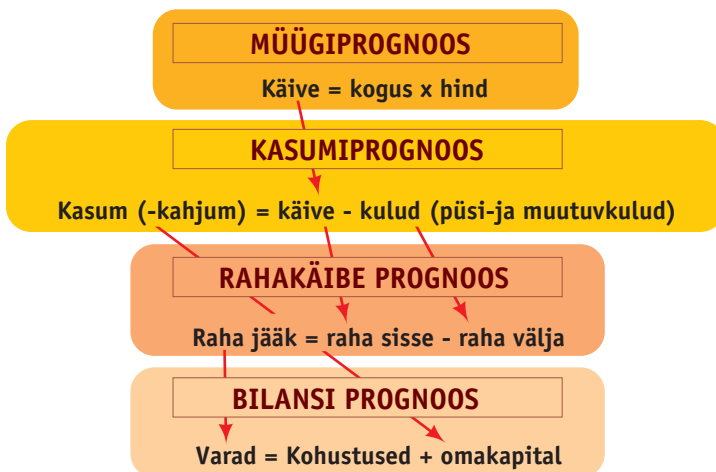 MÜÜGIPROGNOOS
Käive = kogus x hind
KASUMIPROGNOOS
Kasum (-kahjum) = käive - kulud (püsi-ja muutuvkulud)
RAHAKÄIBE PROGNOOS
Raha jääk = raha sisse - raha välja
BILANSI PROGNOOS
Varad = Kohustused + omakapital